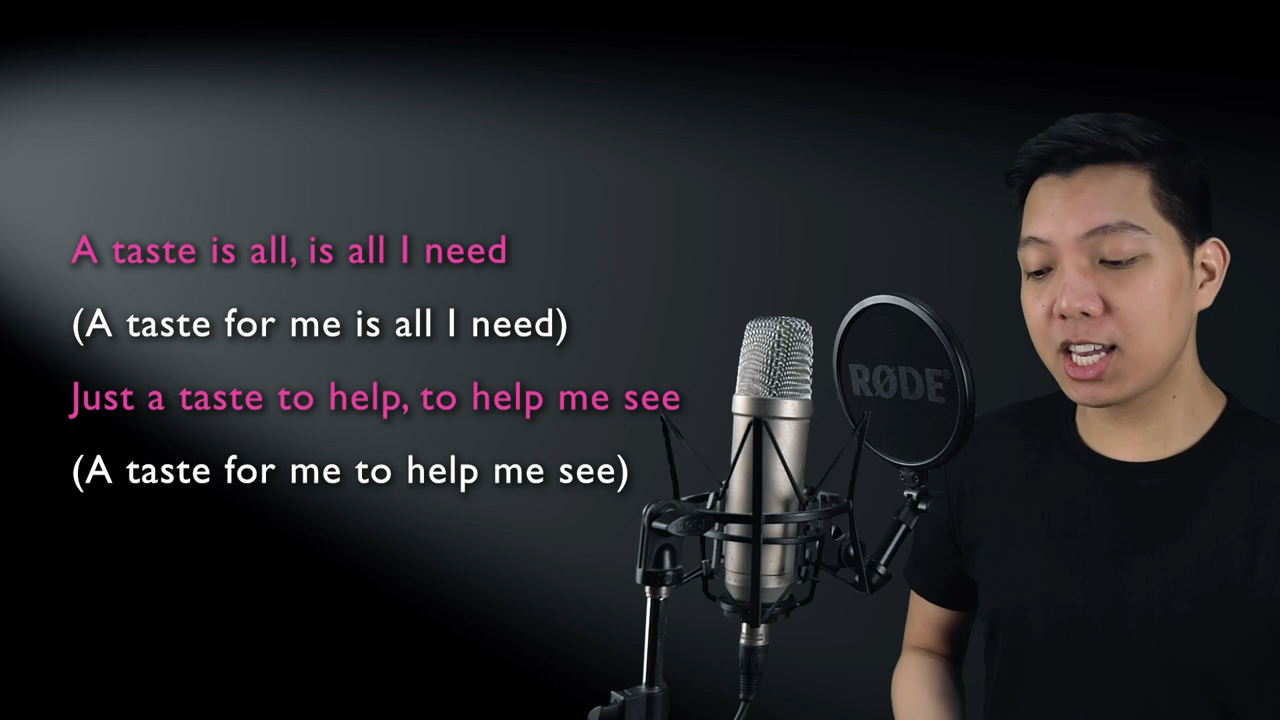 A taste is all, is all I need
(A taste for me is all I need)
Just a taste to help, to help me see
(A taste for me to help me see)
RØDE®